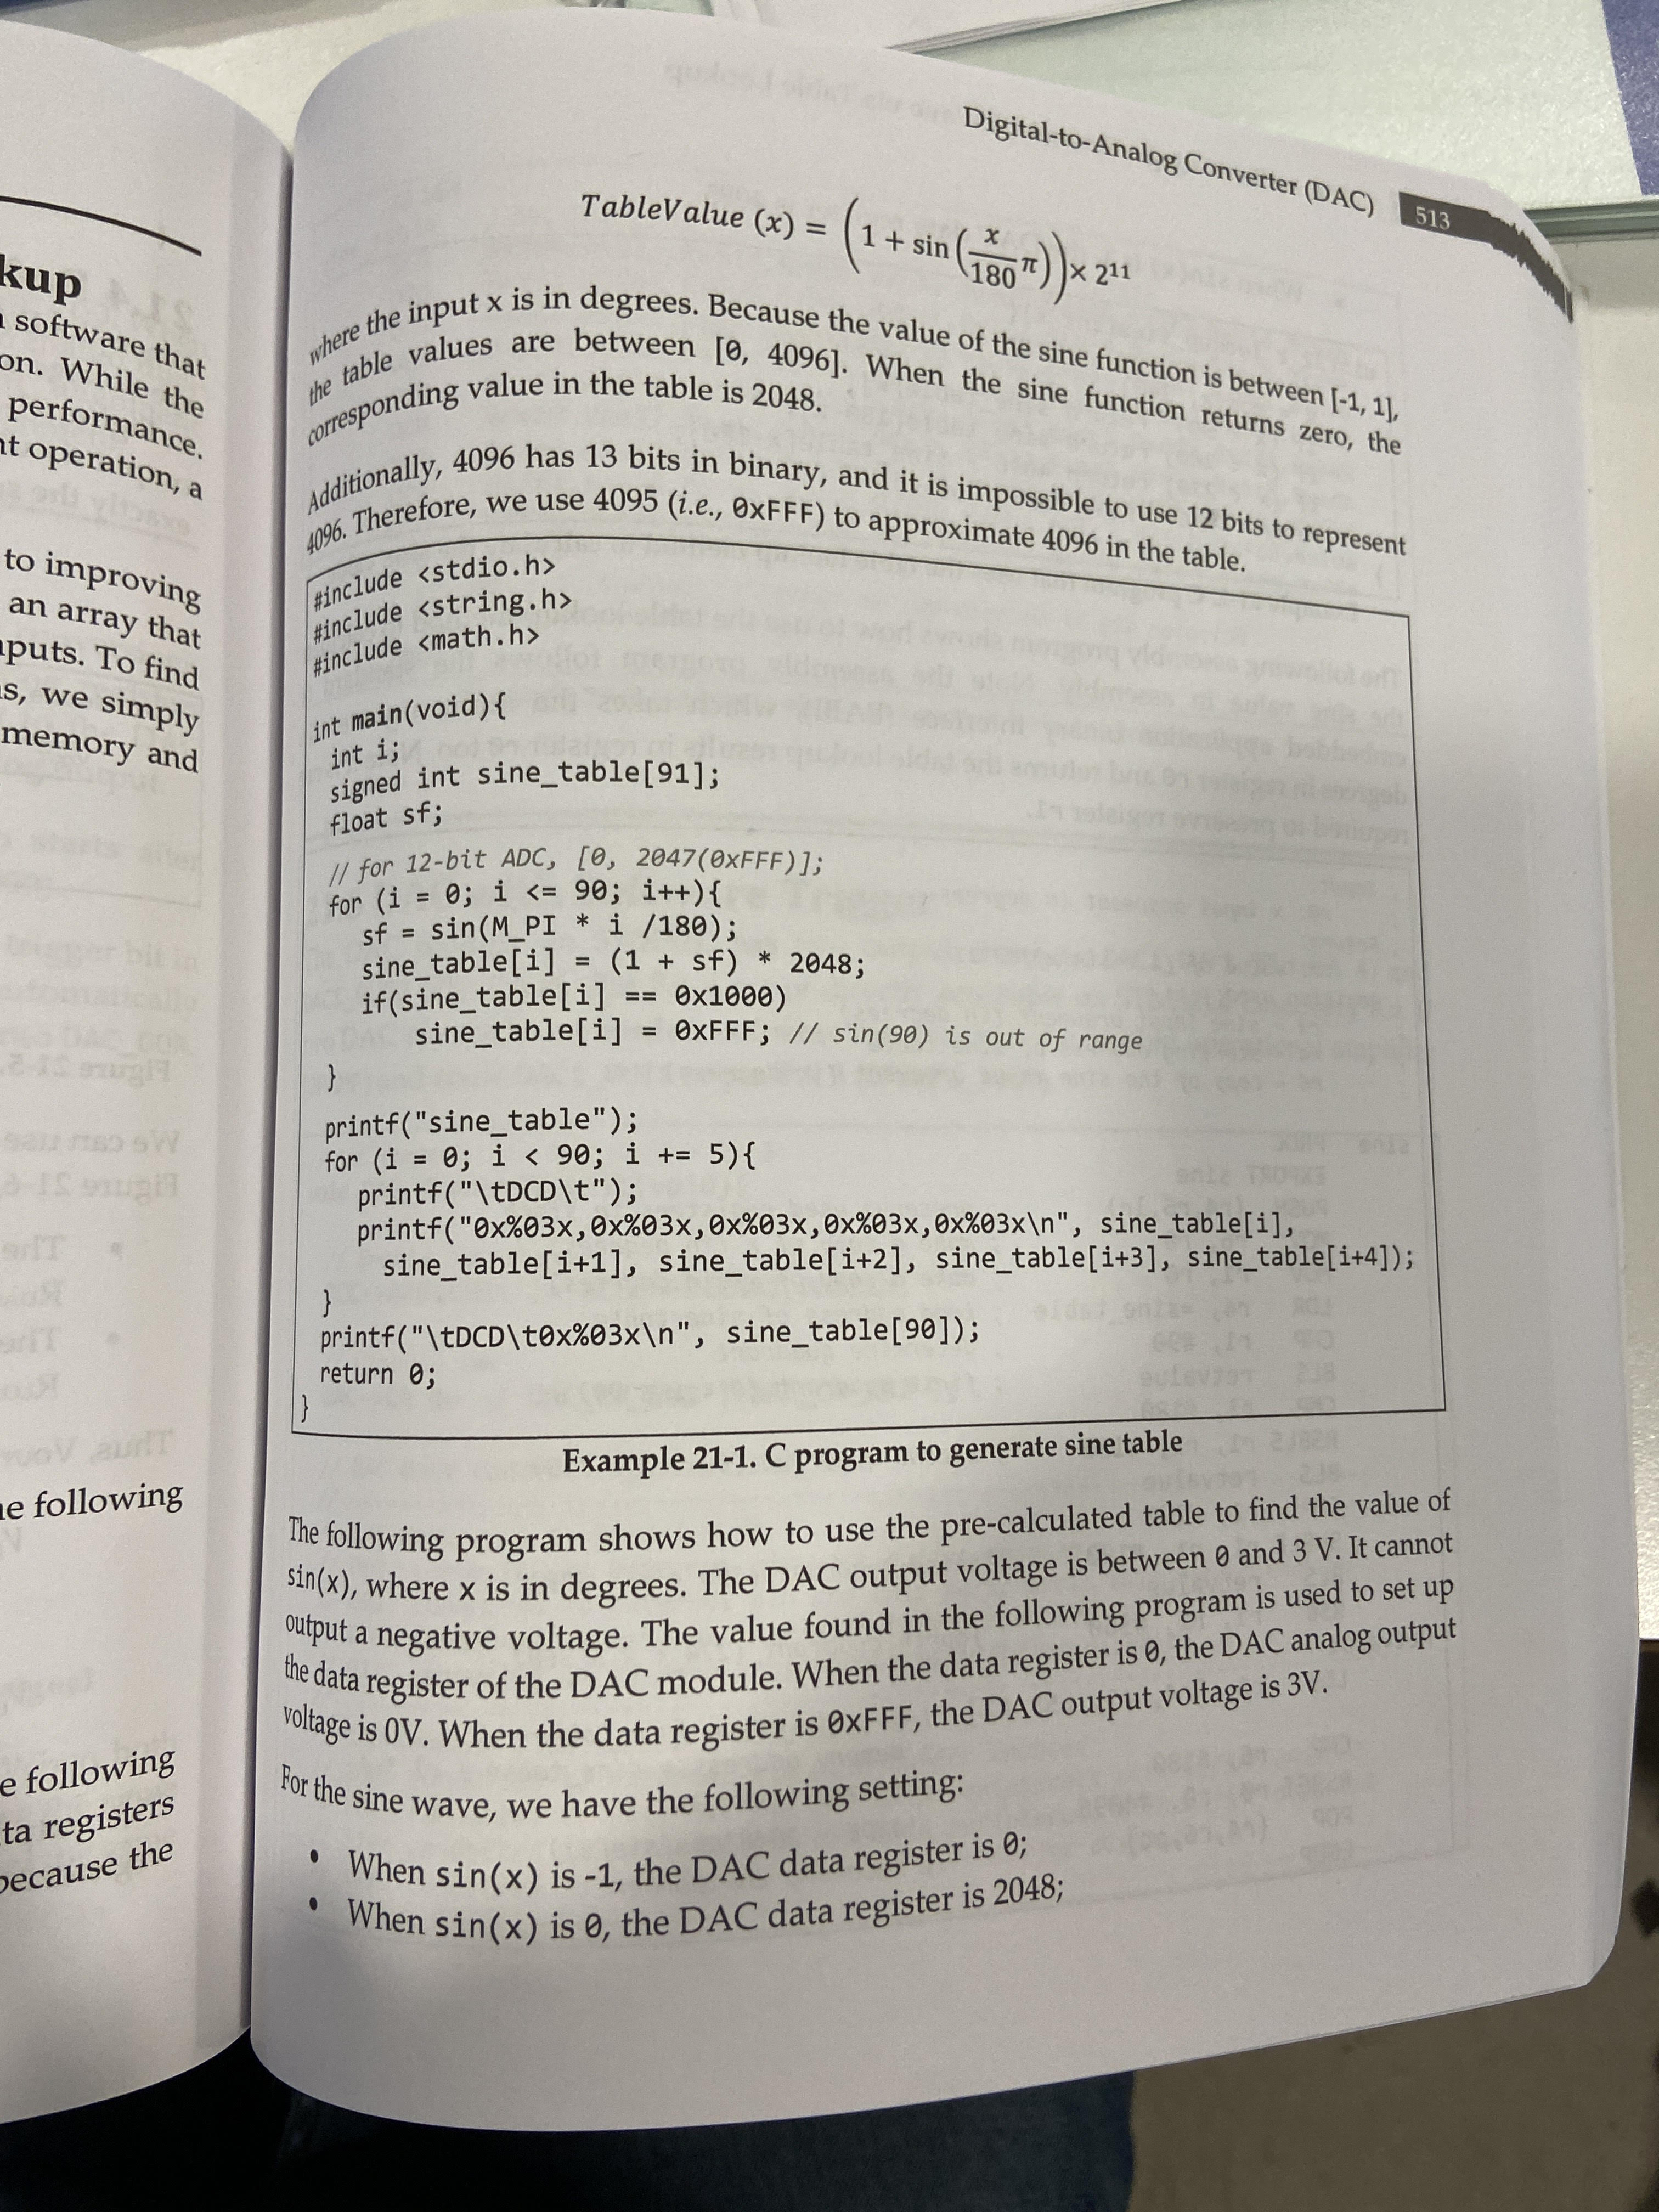 kup
software that
on. While the
performance.
nt operation, a
to improving
an array that
nputs. To find
s, we simply
memory and
he following
e following
ta registers
because the
Digital-to-Analog Converter (DAC) 513
TableValue (x) = (1 + sin(x/180 π)) × 2¹¹
where the input x is in degrees. Because the value of the sine function is between [-1, 1],
the table values are between [0, 4096]. When the sine function returns zero, the
corresponding value in the table is 2048.
Additionally, 4096 has 13 bits in binary, and it is impossible to use 12 bits to represent
4096. Therefore, we use 4095 (i.e., 0xFFF) to approximate 4096 in the table.
#include <stdio.h>
#include <string.h>
#include <math.h>
int main(void){
int i;
signed int sine_table[91];
float sf;
// for 12-bit ADC, [0, 2047(0xFFF)];
for (i = 0; i <= 90; i++){
sf = sin(M_PI * i /180);
sine_table[i] = (1 + sf) * 2048;
if(sine_table[i] == 0x1000)
sine_table[i] = 0xFFF; // sin(90) is out of range
}
printf("sine_table");
for (i = 0; i < 90; i += 5){
printf("\tDCD\t");
printf("0x%03x,0x%03x,0x%03x,0x%03x,0x%03x\n", sine_table[i],
sine_table[i+1], sine_table[i+2], sine_table[i+3], sine_table[i+4]);
}
printf("\tDCD\t0x%03x\n", sine_table[90]);
return 0;
}
Example 21-1. C program to generate sine table
The following program shows how to use the pre-calculated table to find the value of
sin(x), where x is in degrees. The DAC output voltage is between 0 and 3 V. It cannot
output a negative voltage. The value found in the following program is used to set up
the data register of the DAC module. When the data register is 0, the DAC analog output
voltage is 0V. When the data register is 0xFFF, the DAC output voltage is 3V.
For the sine wave, we have the following setting:
• When sin(x) is -1, the DAC data register is 0;
• When sin(x) is 0, the DAC data register is 2048;